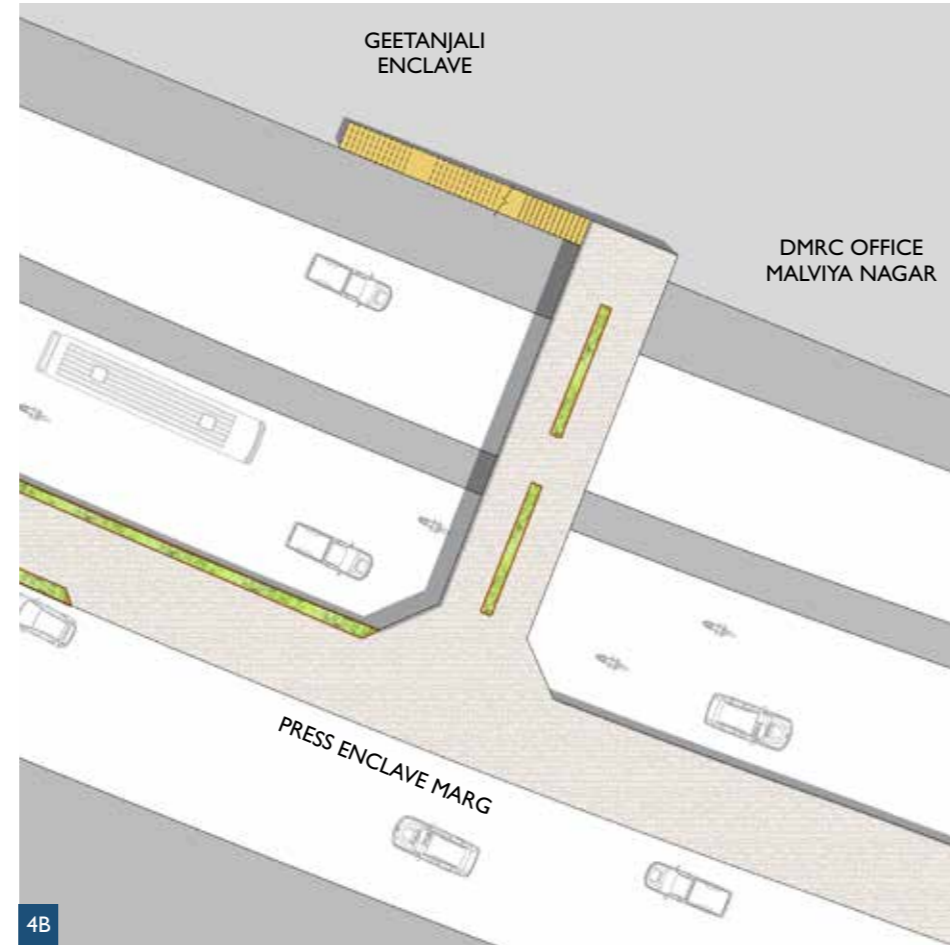 GEETANJALI
ENCLAVE
DMRC OFFICE
MALVIYA NAGAR
PRESS ENCLAVE MARG
4B